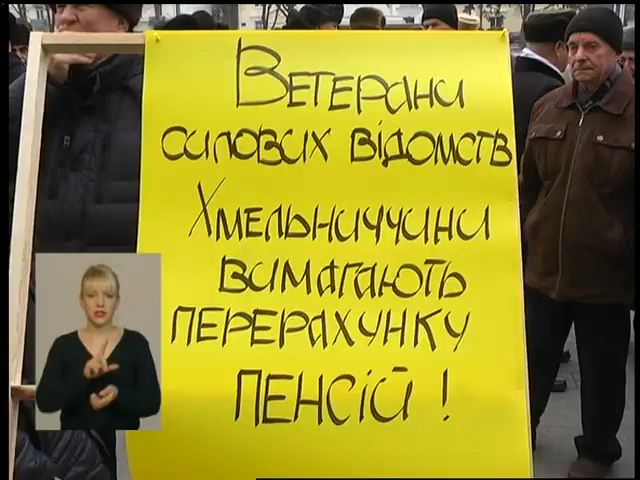 Ветерани
силових відомств
Хмельниччини
вимагають
перерахунку
пенсій!